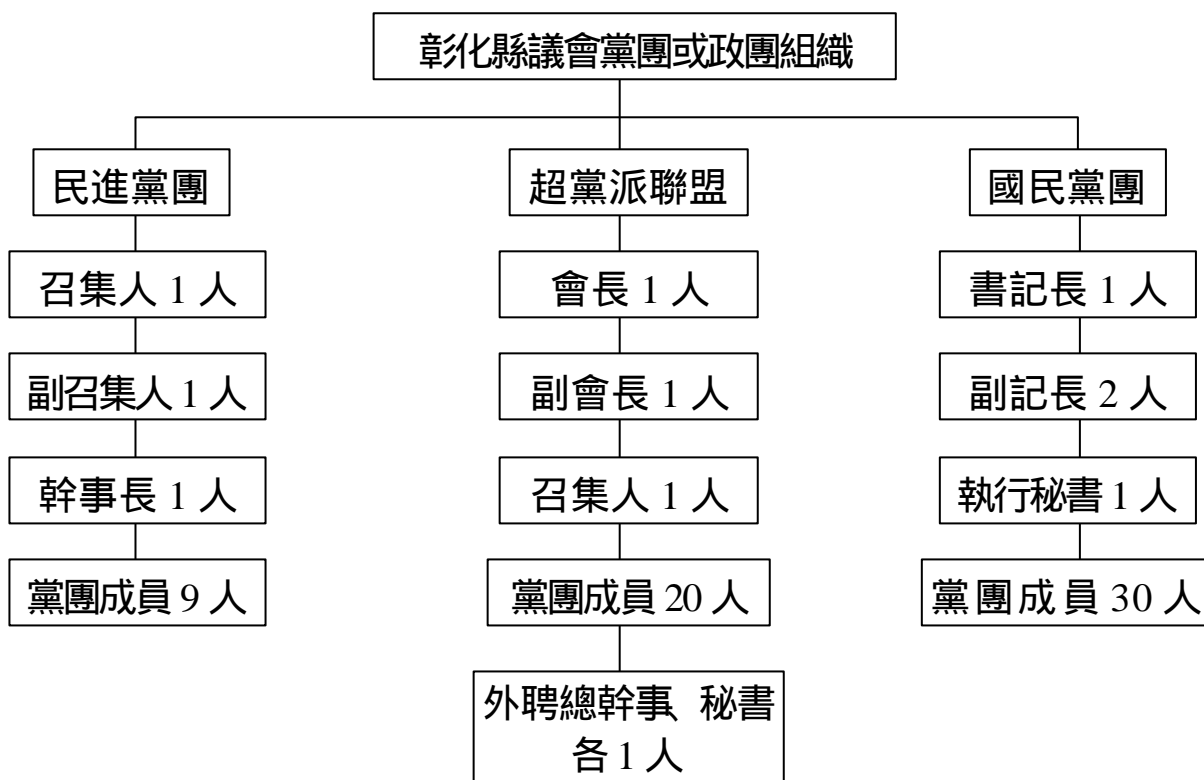 彰化縣議會黨團或政團組織
民進黨團
召集人 1 人
副召集人 1 人
幹事長 1 人
黨團成員 9 人
超黨派聯盟
會長 1 人
副會長 1 人
召集人 1 人
黨團成員 20 人
外聘總幹事、秘書
各 1 人
國民黨團
書記長 1 人
副記長 2 人
執行秘書 1 人
黨團成員 30 人